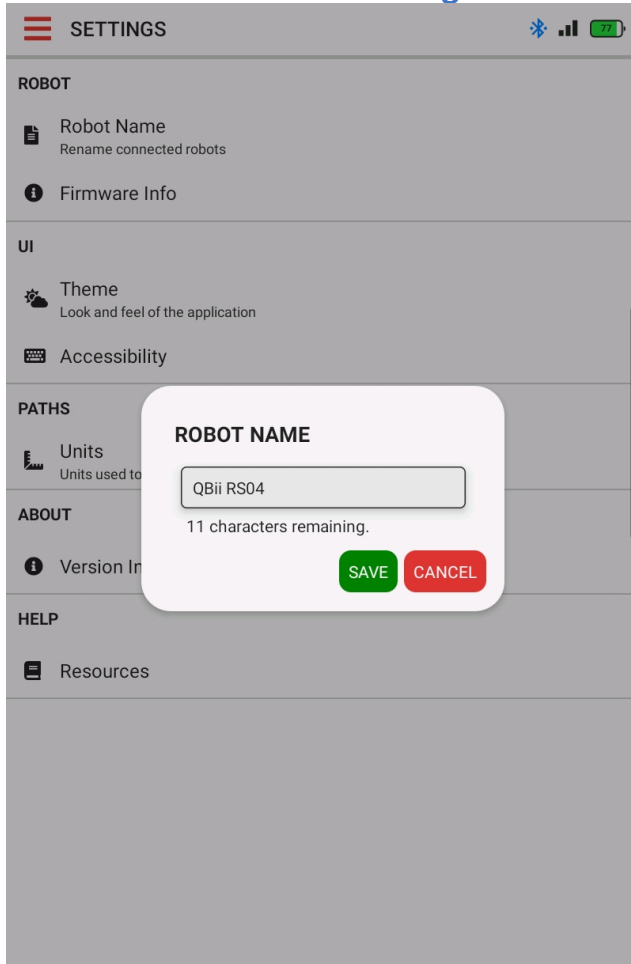 SETTINGS
77
ROBOT
Robot Name
Rename connected robots
Firmware Info
UI
Theme
Look and feel of the application
Accessibility
PATHS
Units
Units used to
ABOUT
Version In
HELP
Resources
ROBOT NAME
QBii RS04
11 characters remaining.
SAVE CANCEL